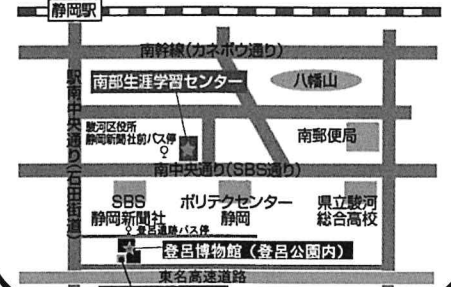 静岡駅
南幹線(カネボウ通り)
南部生涯学習センター
八幡山
駅南中央通り(石田街道)
駿河区役所
静岡新聞社前バス停
南郵便局
南中央通り(SBS通り)
SBS
静岡新聞社
ポリテクセンター
静岡
県立駿河
総合高校
登呂遺跡バス停
登呂博物館(登呂公園内)
東名高速道路